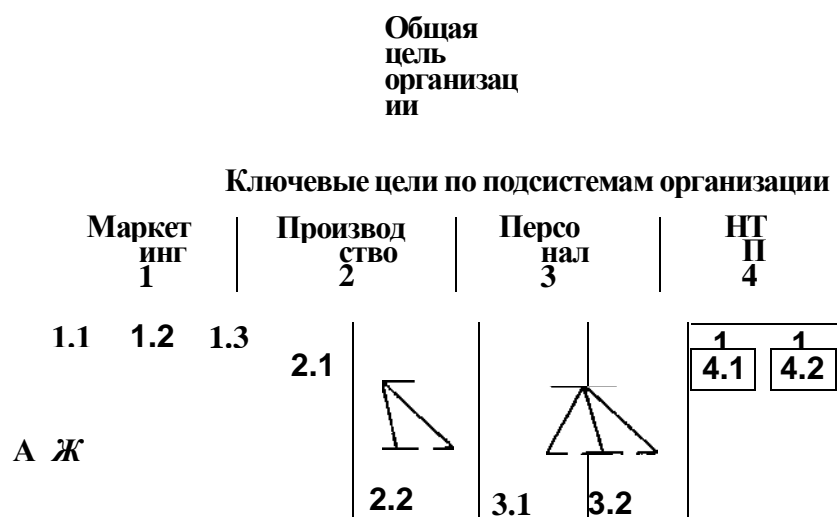 Общая
цель
организац
ии
Ключевые цели по подсистемам организации
Маркет Производ Персо НТ
инг ство нал П
1 2 3 4
1.1 1.2 1.3 1 1
2.1 4.1 4.2
А Ж
2.2 3.1 3.2